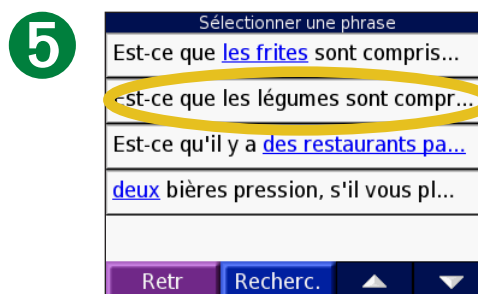 5
Sélectionner une phrase
Est-ce que les frites sont compris...
Est-ce que les légumes sont compr...
Est-ce qu'il y a des restaurants pa...
deux bières pression, s'il vous pl...
Retr Recherc.